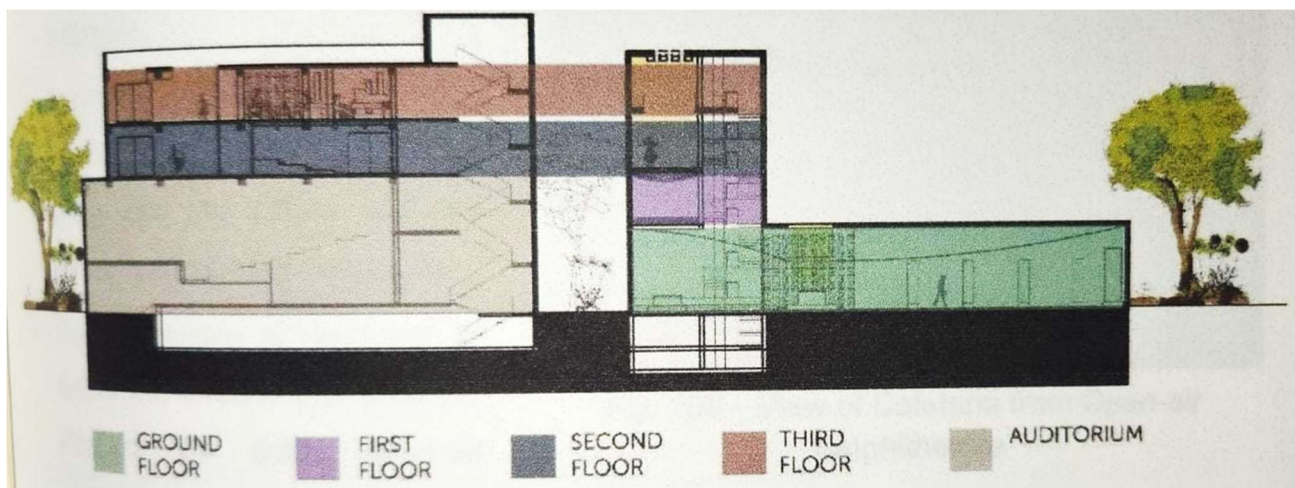 GROUND
FLOOR
FIRST
FLOOR
SECOND
FLOOR
THIRD
FLOOR
AUDITORIUM